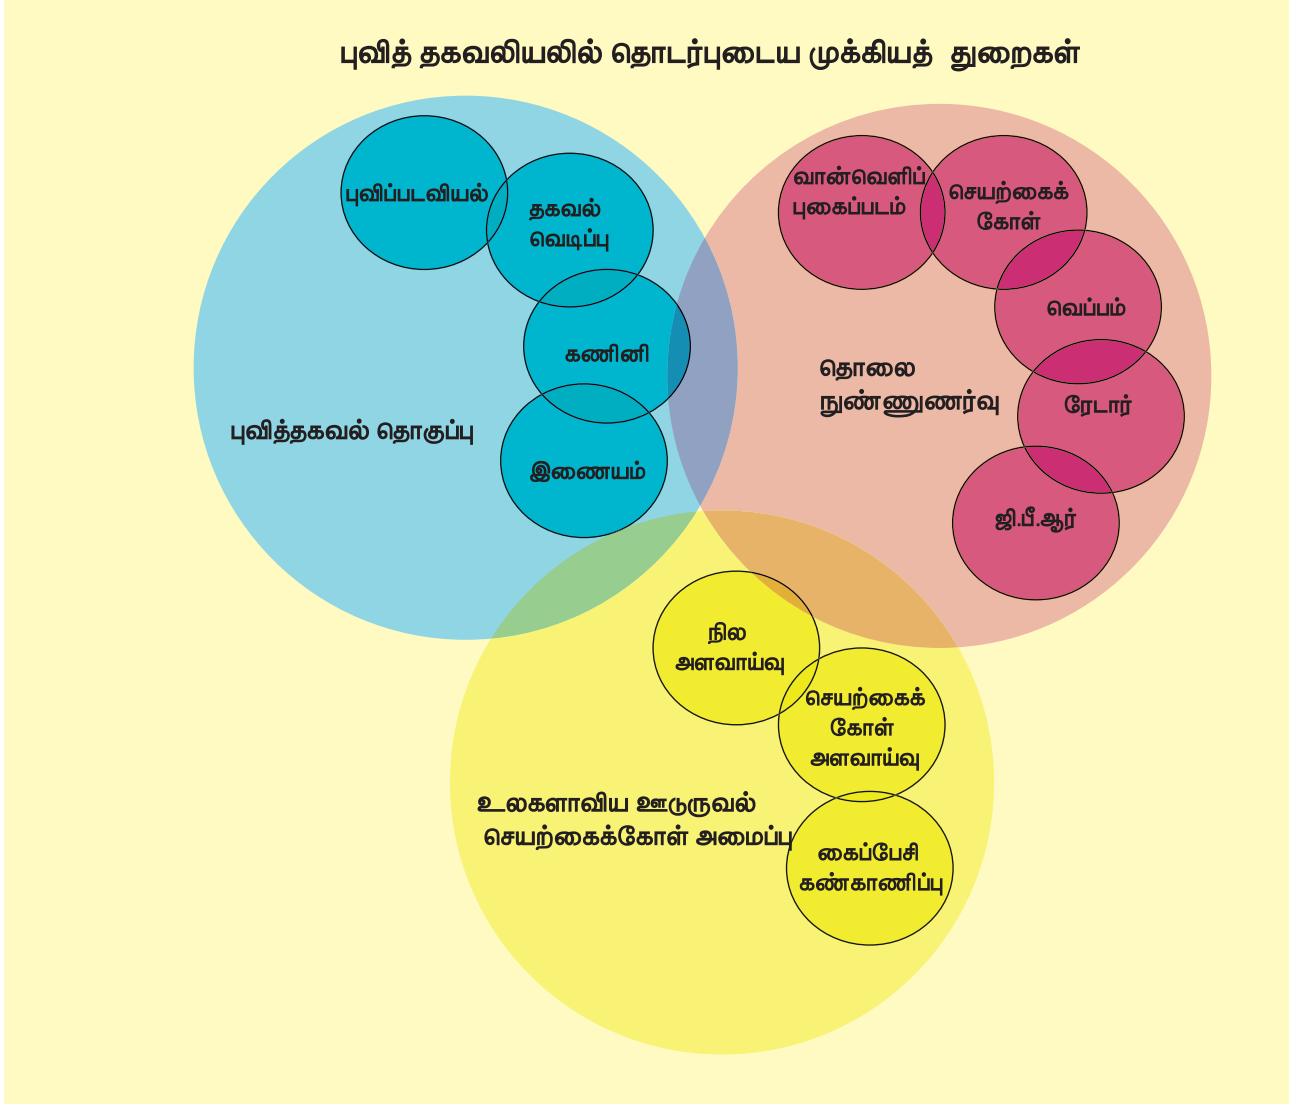 புவித் தகவலியலில் தொடர்புடைய முக்கியத் துறைகள்
புவிப்படவியல்
தகவல்
வெடிப்பு
கணினி
இணையம்
புவித்தகவல் தொகுப்பு
வான்வெளிப்
புகைப்படம்
செயற்கைக்
கோள்
வெப்பம்
ரேடார்
ஜி.பீ.ஆர்
தொலை
நுண்ணுணர்வு
நில
அளவாய்வு
செயற்கைக்
கோள்
அளவாய்வு
கைப்பேசி
கண்காணிப்பு
உலகளாவிய ஊடுருவல்
செயற்கைக்கோள் அமைப்பு